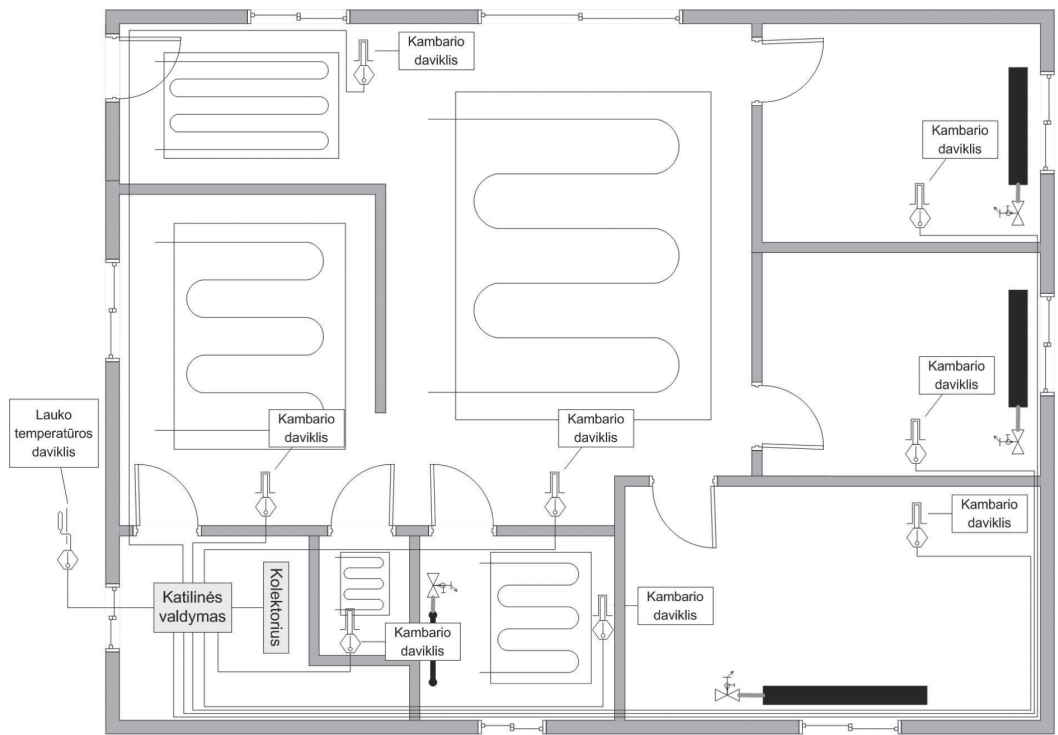 Kambario
daviklis
Kambario
daviklis
Kambario
daviklis
Lauko
temperatūros
daviklis
Kambario
daviklis
Kambario
daviklis
Kambario
daviklis
Katilinės
valdymas
Kolektorius
Kambario
daviklis
Kambario
daviklis